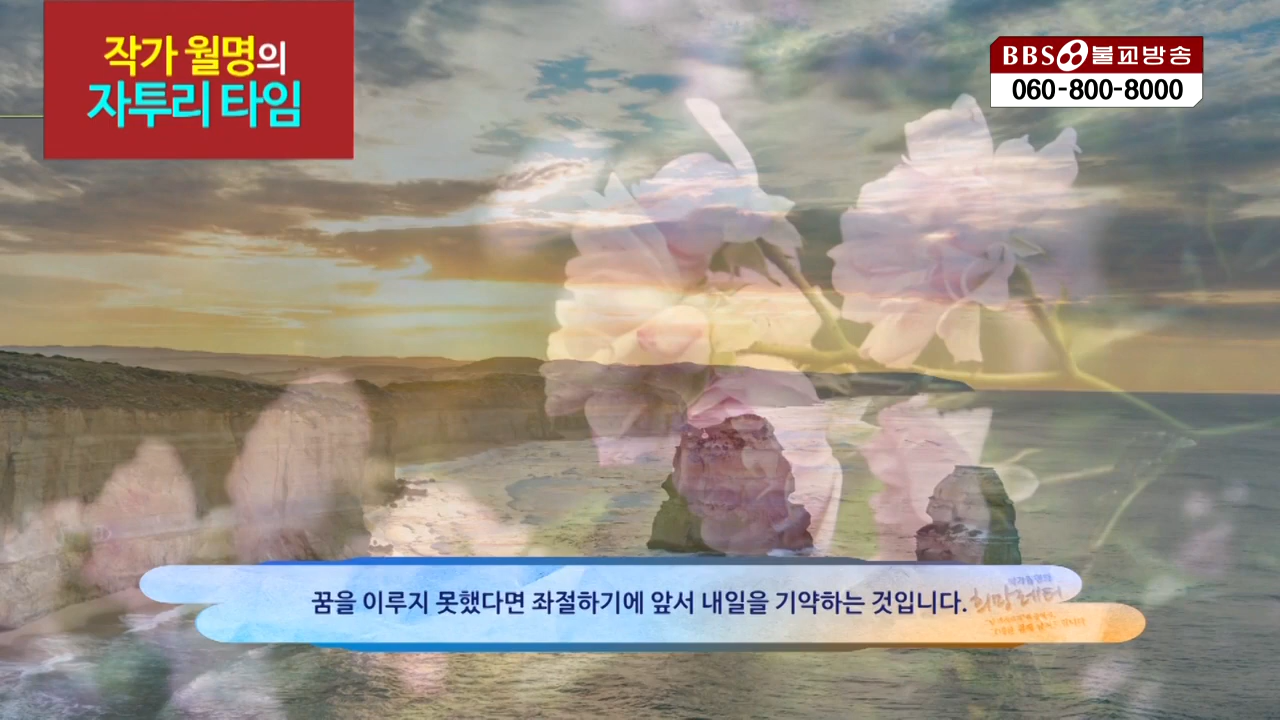 작가 월명의
자투리 타임
BBS 불교방송
060-800-8000
꿈을 이루지 못했다면 좌절하기에 앞서 내일을 기약하는 것입니다.
희망레터